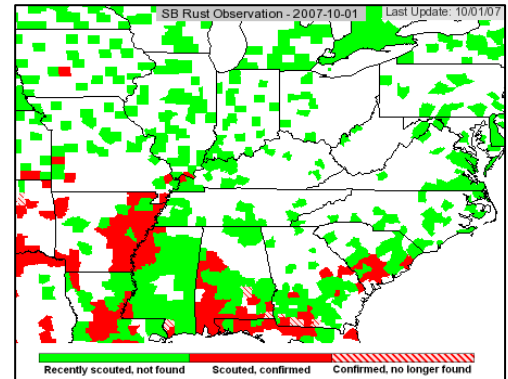 SB Rust Observation - 2007-10-01
Last Update: 10/01/07
Recently scouted, not found
Scouted, confirmed
Confirmed, no longer found